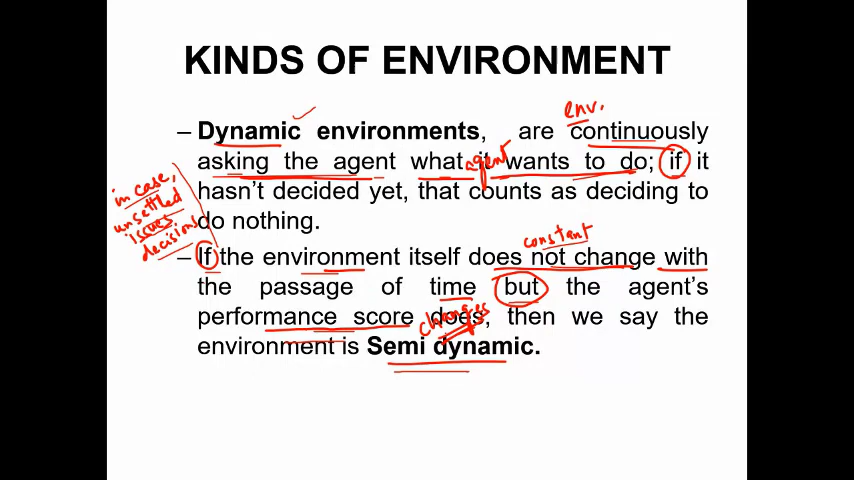 KINDS OF ENVIRONMENT
env.
– Dynamic environments, are continuously
asking the agent what it wants to do; if it
agent
hasn't decided yet, that counts as deciding to
do nothing.
in case,
unsettled
issues.
decisions
constant
– If the environment itself does not change with
the passage of time but the agent's
changes
performance score does, then we say the
environment is Semi dynamic.